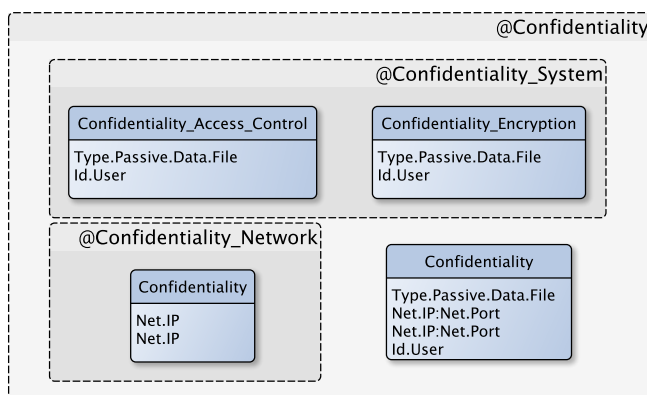 @Confidentiality
@Confidentiality_System
Confidentiality_Access_Control
Type.Passive.Data.File
Id.User
Confidentiality_Encryption
Type.Passive.Data.File
Id.User
@Confidentiality_Network
Confidentiality
Net.IP
Net.IP
Confidentiality
Type.Passive.Data.File
Net.IP:Net.Port
Net.IP:Net.Port
Id.User